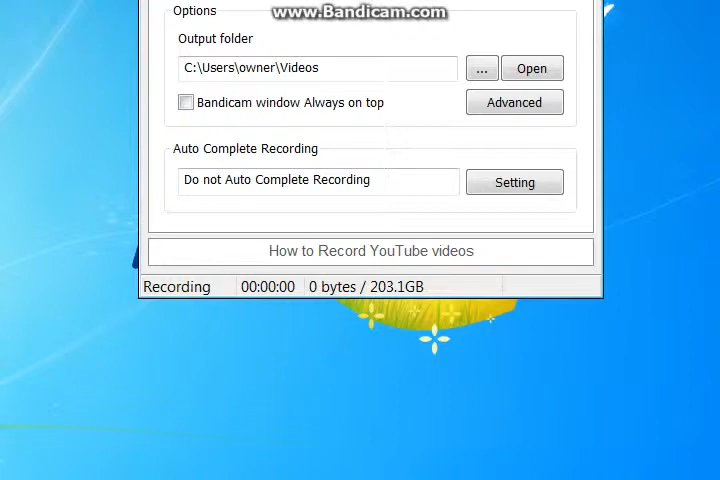 www.Bandicam.com
Options
Output folder
C:\Users\owner\Videos
...
Open
Bandicam window Always on top
Advanced
Auto Complete Recording
Do not Auto Complete Recording
Setting
How to Record YouTube videos
Recording 00:00:00 0 bytes / 203.1GB